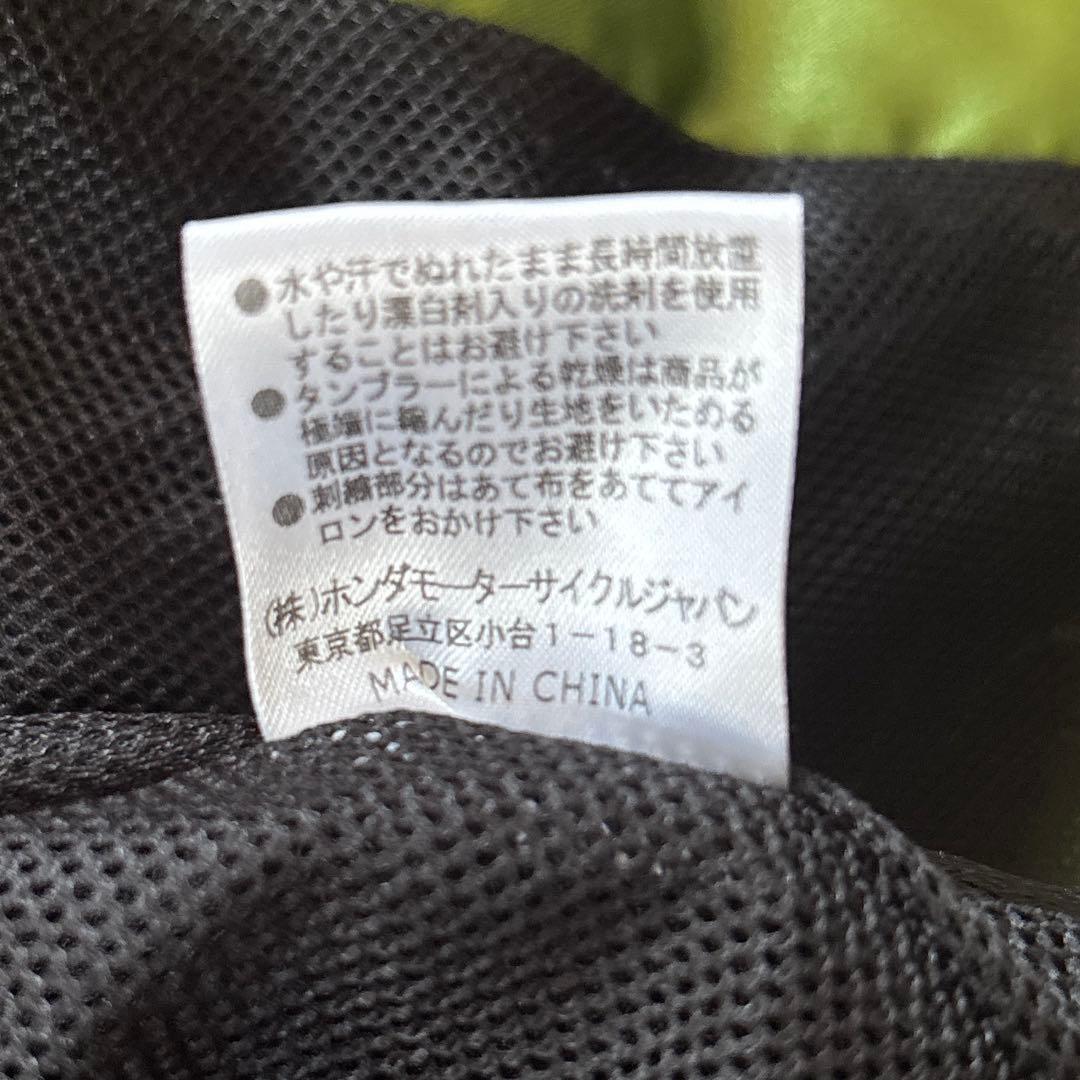 ●水や汗でぬれたまま長時間放置
したり漂白剤入りの洗剤を使用
することはお避け下さい
●タンブラーによる乾燥は商品が
極端に縮んだり生地をいためる
原因となるのでお避け下さい
●刺繍部分はあて布をあててアイ
ロンをおかけ下さい
(株)ホンダモーターサイクルジャパン
東京都足立区小台1-18-3
MADE IN CHINA